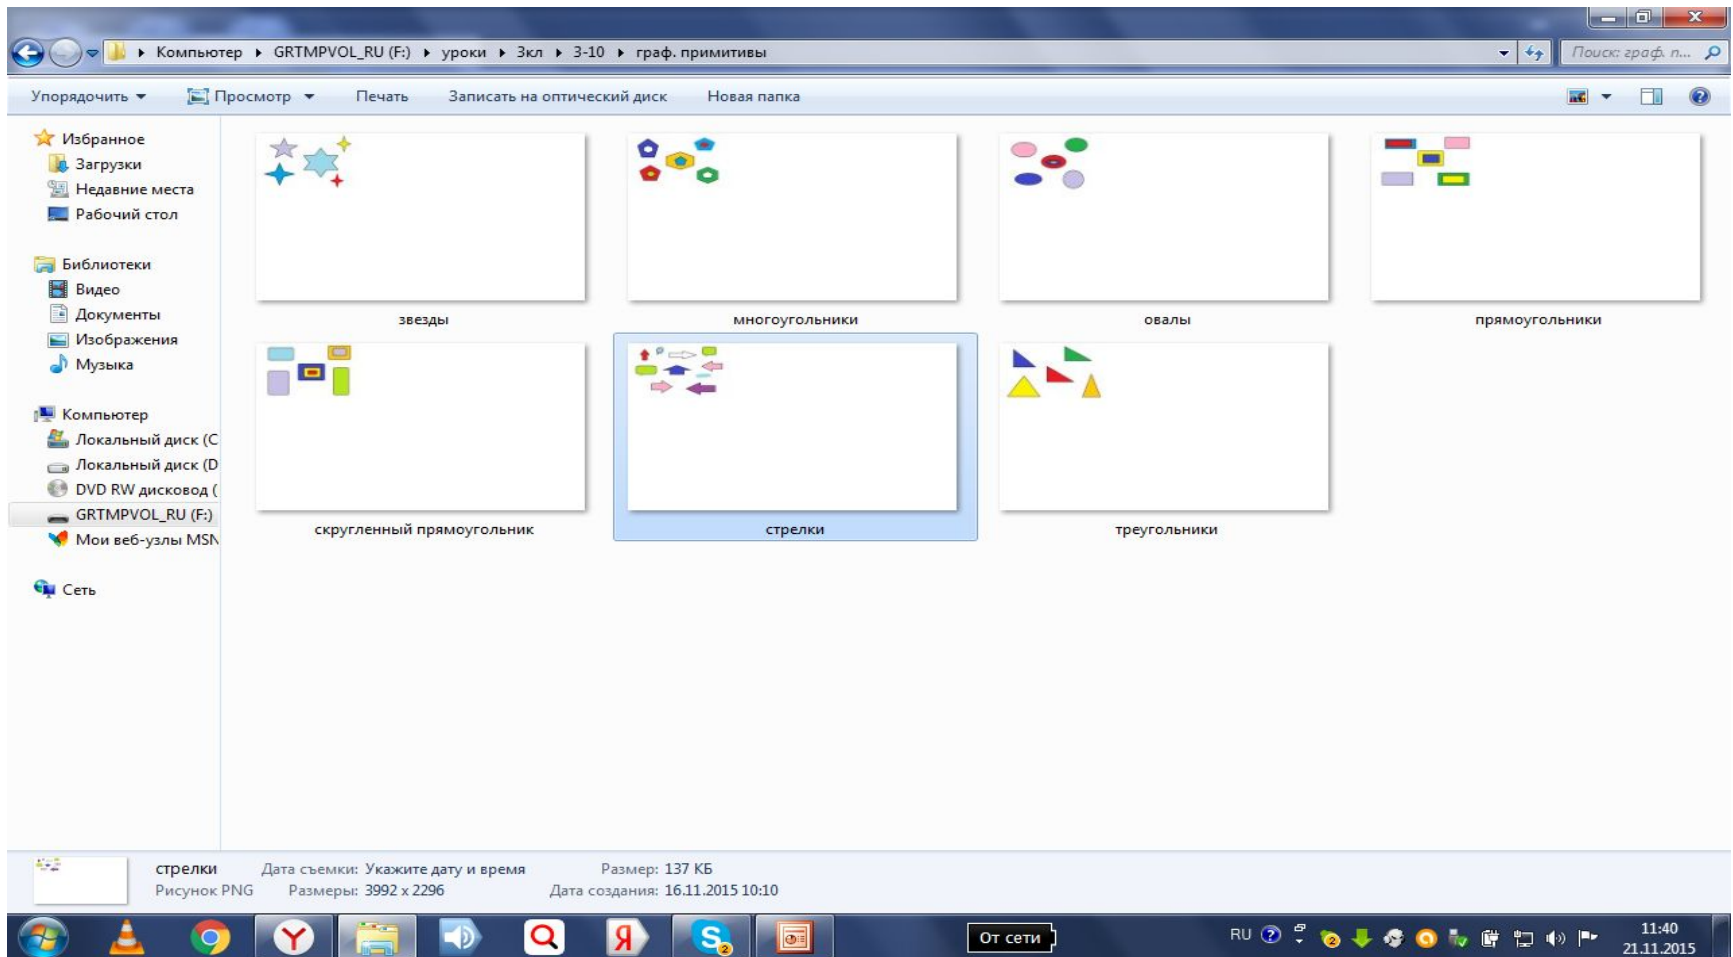 Компьютер ▸ GRTMPVOL_RU (F:) ▸ уроки ▸ 3кл ▸ 3-10 ▸ граф. примитивы
Поиск: граф. п...
Упорядочить Просмотр Печать Записать на оптический диск Новая папка
Избранное
Загрузки
Недавние места
Рабочий стол
Библиотеки
Видео
Документы
Изображения
Музыка
Компьютер
Локальный диск (C
Локальный диск (D
DVD RW дисковод (
GRTMPVOL_RU (F:)
Мои веб-узлы MSN
Сеть
звезды
многоугольники
овалы
прямоугольники
скругленный прямоугольник
стрелки
треугольники
стрелки Дата съемки: Укажите дату и время Размер: 137 КБ
Рисунок PNG Размеры: 3992 x 2296 Дата создания: 16.11.2015 10:10
От сети
RU
11:40
21.11.2015